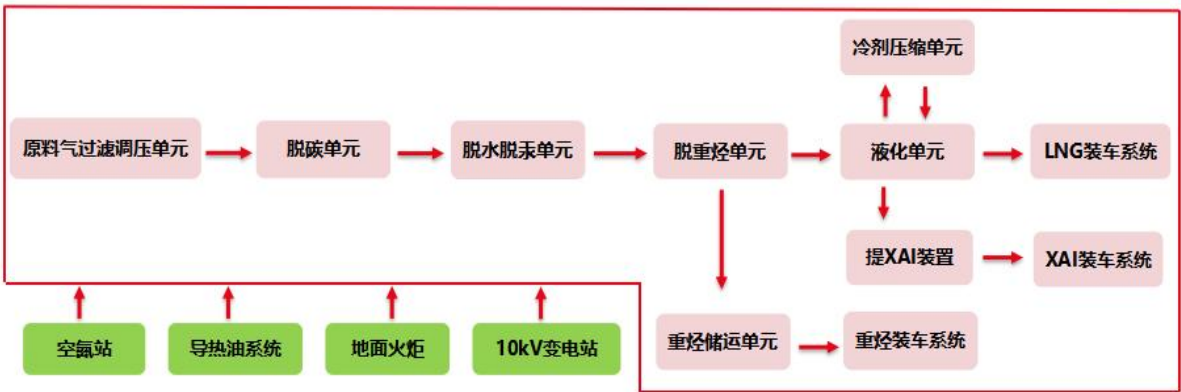 冷剂压缩单元
原料气过滤调压单元
脱碳单元
脱水脱汞单元
脱重烃单元
液化单元
LNG装车系统
提XAI装置
XAI装车系统
空氮站
导热油系统
地面火炬
10kV变电站
重烃储运单元
重烃装车系统